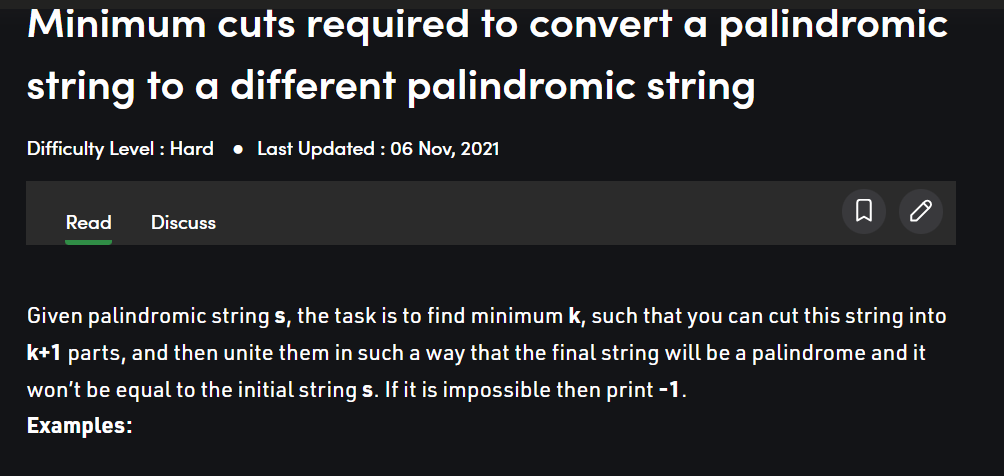 Minimum cuts required to convert a palindromic
string to a different palindromic string
Difficulty Level : Hard ● Last Updated : 06 Nov, 2021
Read Discuss
Given palindromic string s, the task is to find minimum k, such that you can cut this string into
k+1 parts, and then unite them in such a way that the final string will be a palindrome and it
won't be equal to the initial string s. If it is impossible then print -1.
Examples: